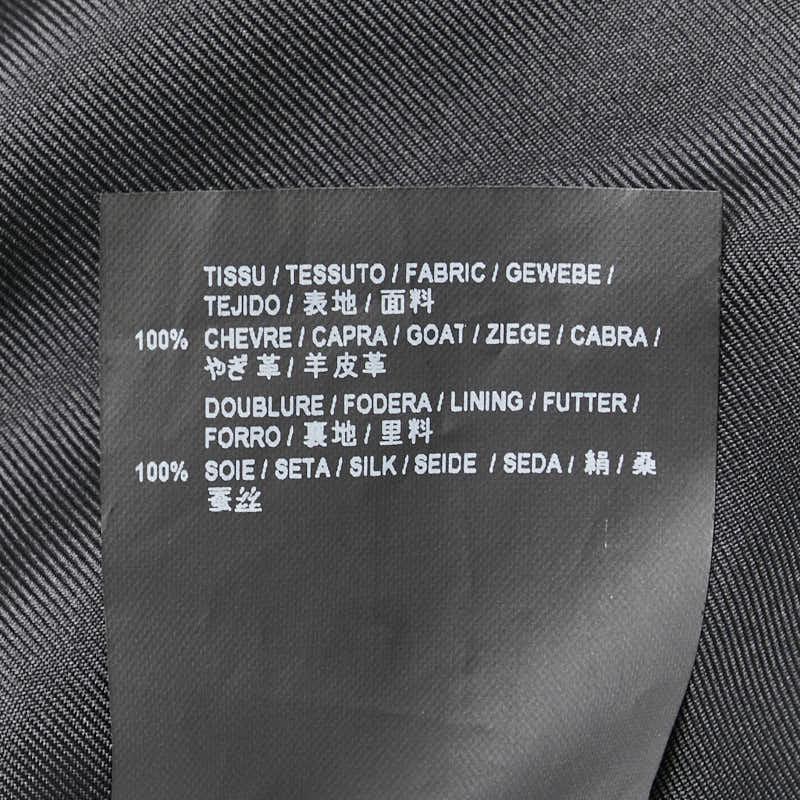 TISSU / TESSUTO / FABRIC / GEWEBE /
TEJIDO / 表地 / 面料
100% CHEVRE / CAPRA / GOAT / ZIEGE / CABRA /
やぎ革 / 羊皮革
DOUBLURE / FODERA / LINING / FUTTER /
FORRO / 裏地 / 里料
100% SOIE / SETA / SILK / SEIDE / SEDA / 絹 / 桑
蚕丝